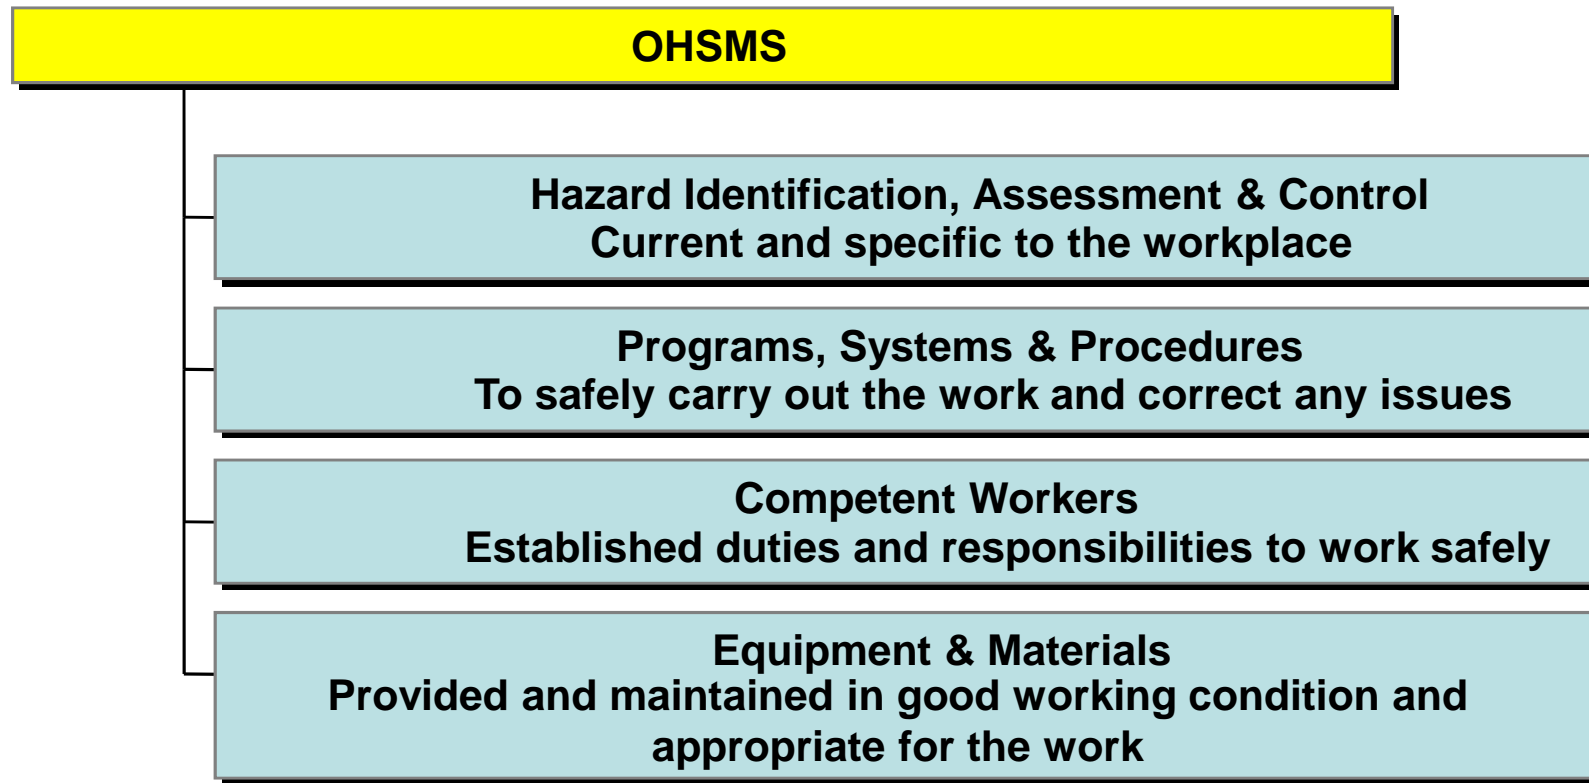 OHSMS
Hazard Identification, Assessment & Control
Current and specific to the workplace
Programs, Systems & Procedures
To safely carry out the work and correct any issues
Competent Workers
Established duties and responsibilities to work safely
Equipment & Materials
Provided and maintained in good working condition and
appropriate for the work